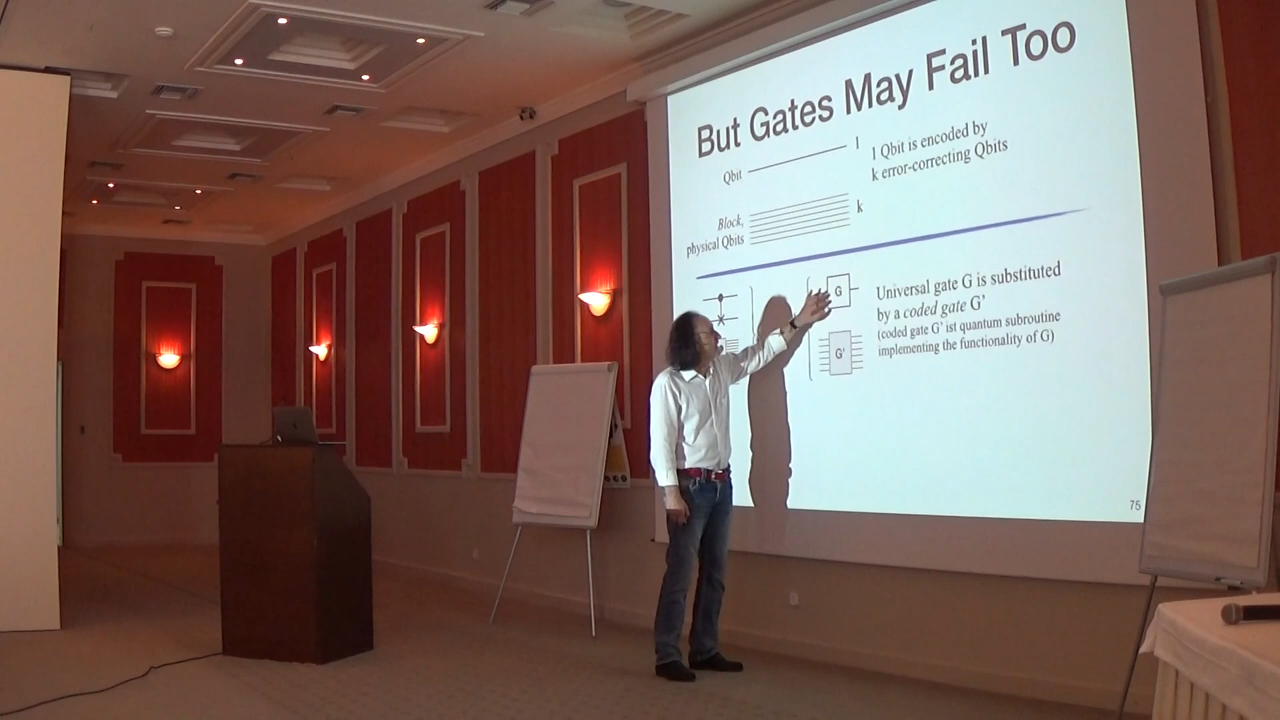 But Gates May Fail Too
Qbit
1
1 Qbit is encoded by
k error-correcting Qbits
Block,
physical Qbits
k
G
G'
Universal gate G is substituted
by a coded gate G'
(coded gate G' ist quantum subroutine
implementing the functionality of G)
75